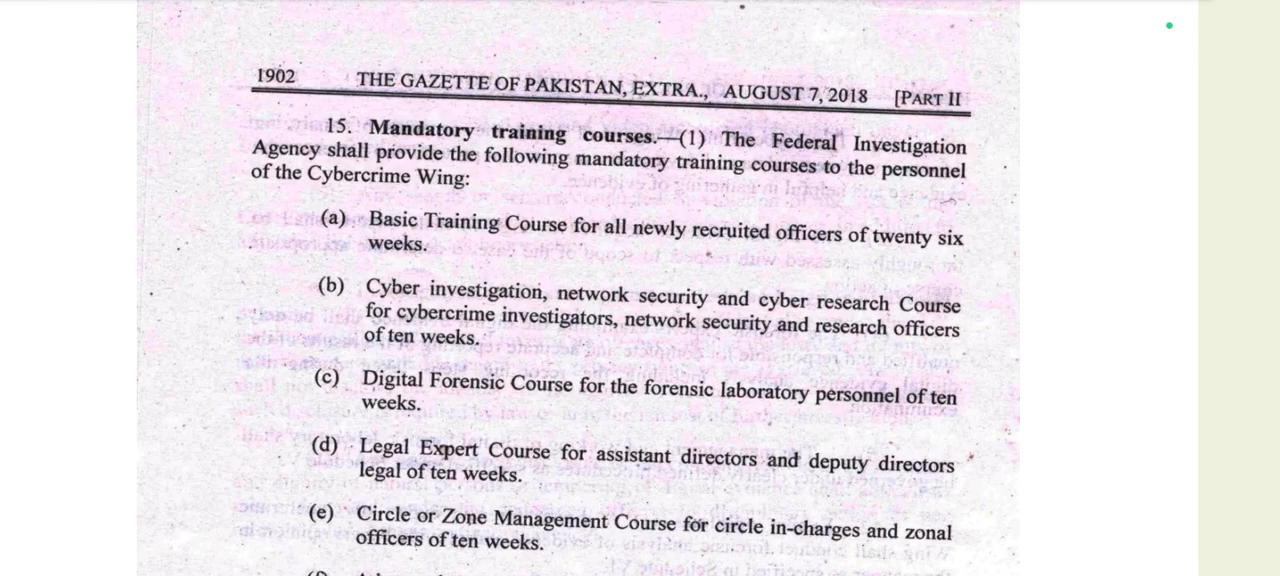 1902 THE GAZETTE OF PAKISTAN, EXTRA., AUGUST 7, 2018 [PART II
15. Mandatory training courses.—(1) The Federal Investigation
Agency shall provide the following mandatory training courses to the personnel
of the Cybercrime Wing:
(a) Basic Training Course for all newly recruited officers of twenty six
weeks.
(b) Cyber investigation, network security and cyber research Course
for cybercrime investigators, network security and research officers
of ten weeks.
(c) Digital Forensic Course for the forensic laboratory personnel of ten
weeks.
(d) Legal Expert Course for assistant directors and deputy directors
legal of ten weeks.
(e) Circle or Zone Management Course for circle in-charges and zonal
officers of ten weeks.